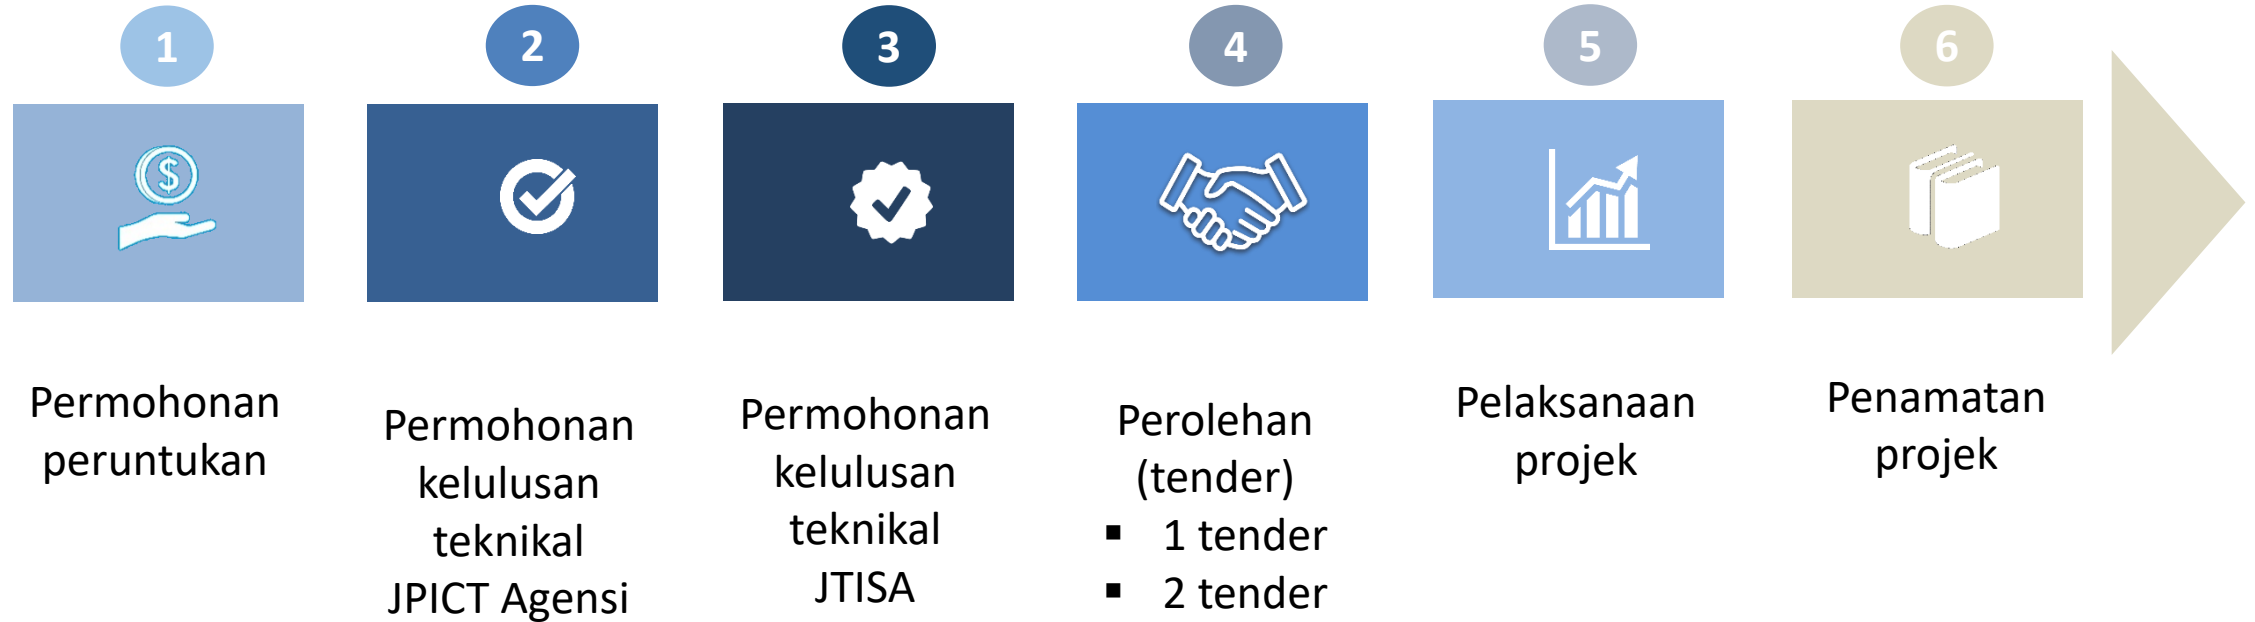 1
2
3
4
5
6
$
Permohonan
peruntukan
Permohonan
kelulusan
teknikal
JPICT Agensi
Permohonan
kelulusan
teknikal
JTISA
Perolehan
(tender)
▪ 1 tender
▪ 2 tender
Pelaksanaan
projek
Penamatan
projek